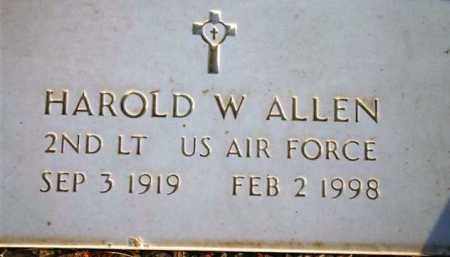 HAROLD W ALLEN
2ND LT US AIR FORCE
SEP 3 1919 FEB 2 1998